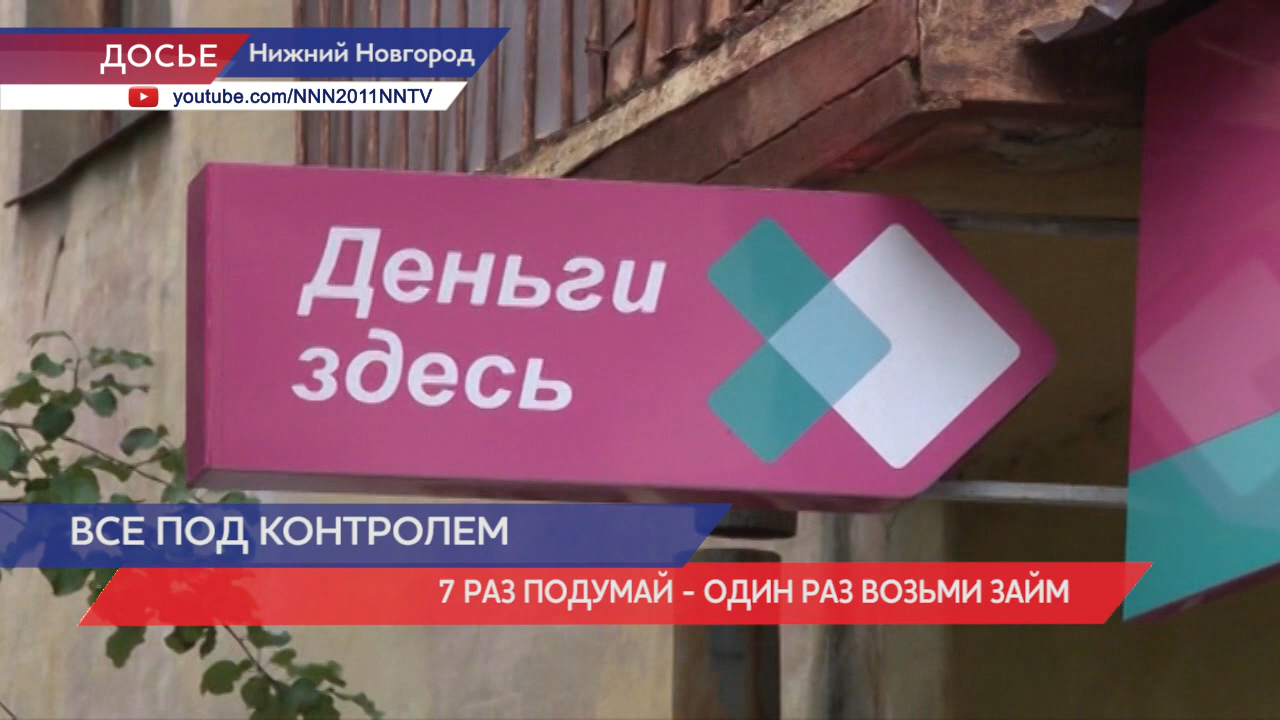 ДОСЬЕ
Нижний Новгород
youtube.com/NNN2011NNTV
Деньги
здесь
ВСЕ ПОД КОНТРОЛЕМ
7 РАЗ ПОДУМАЙ - ОДИН РАЗ ВОЗЬМИ ЗАЙМ